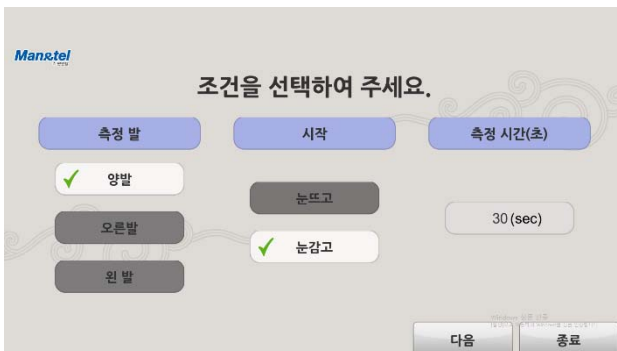 Man&tel
조건을 선택하여 주세요.
측정 발
시작
측정 시간(초)
양발
오른발
왼 발
눈뜨고
눈감고
30 (sec)
다음
종료